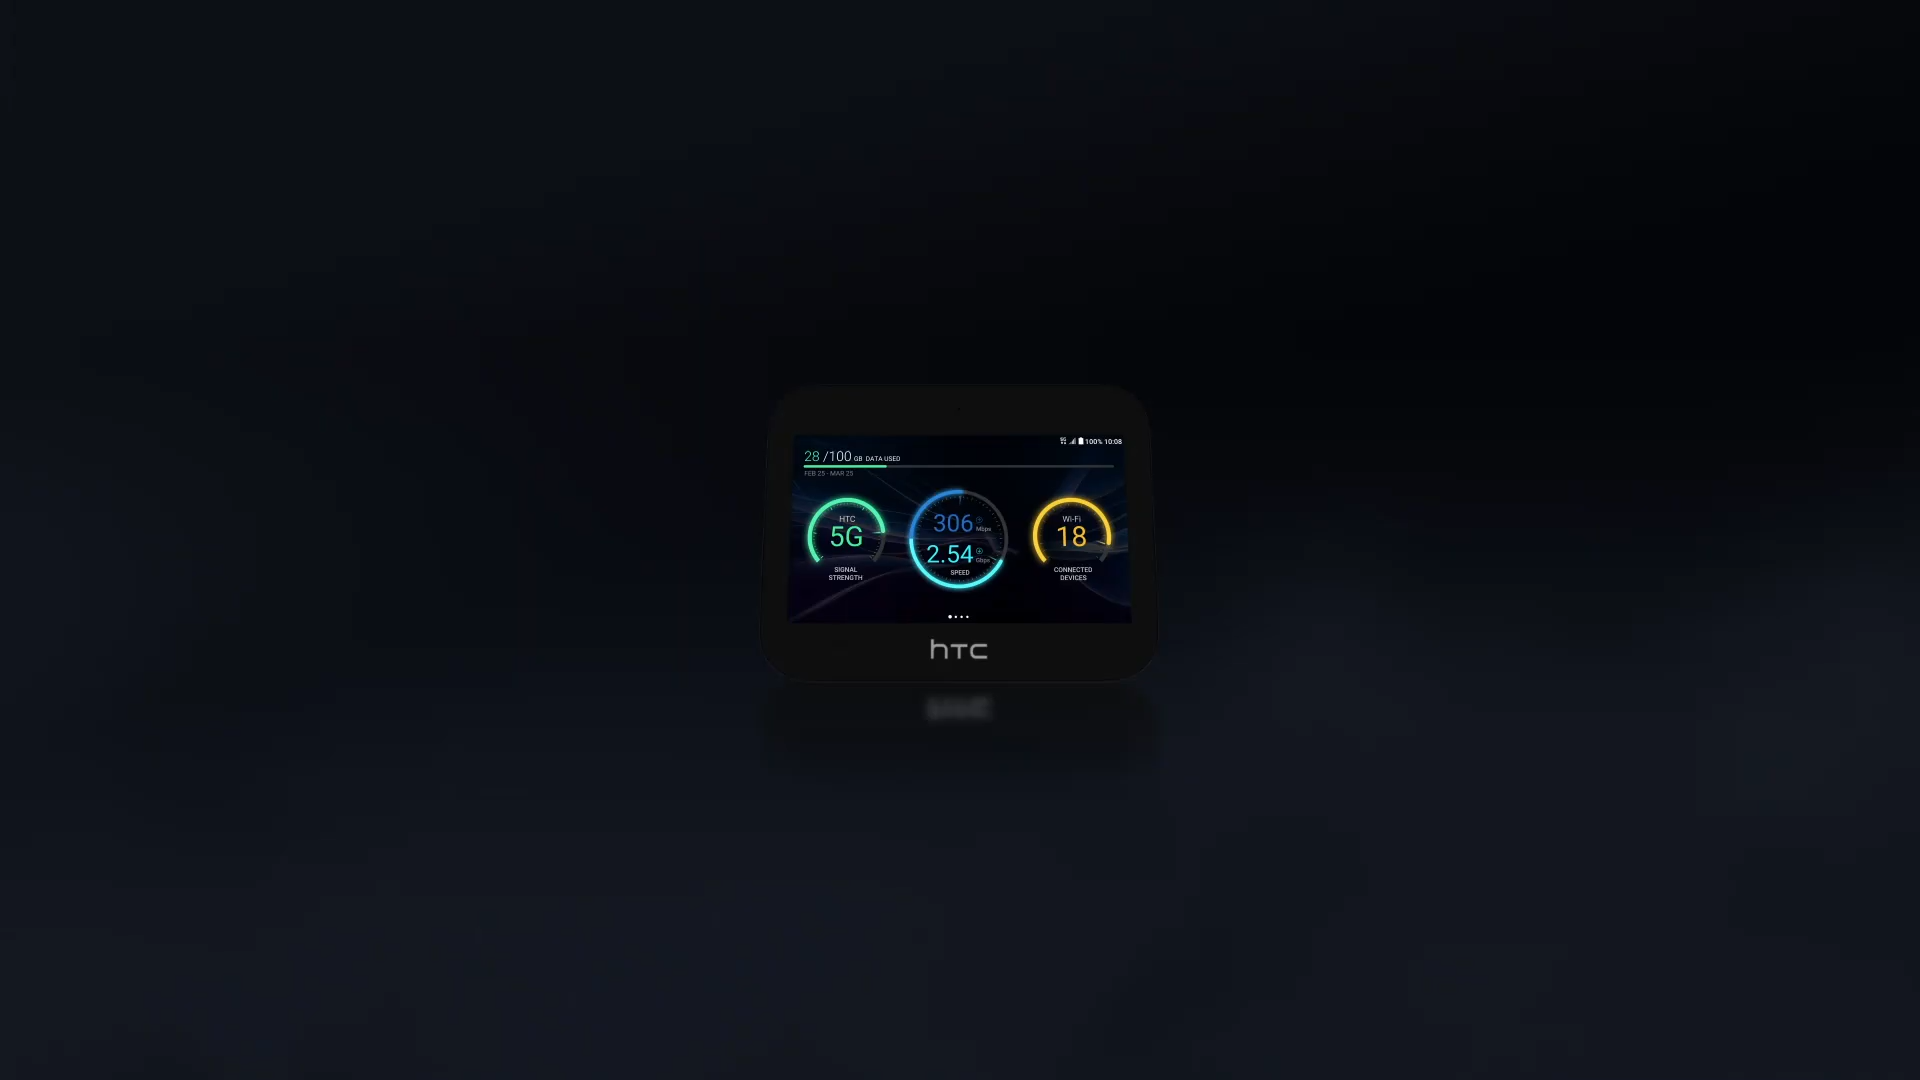 100% 10:08
28 /100 GB DATA USED
FEB 25 - MAR 25
HTC
5G
SIGNAL
STRENGTH
306 Mbps
2.54 Gbps
SPEED
Wi-Fi
18
CONNECTED
DEVICES
hTC